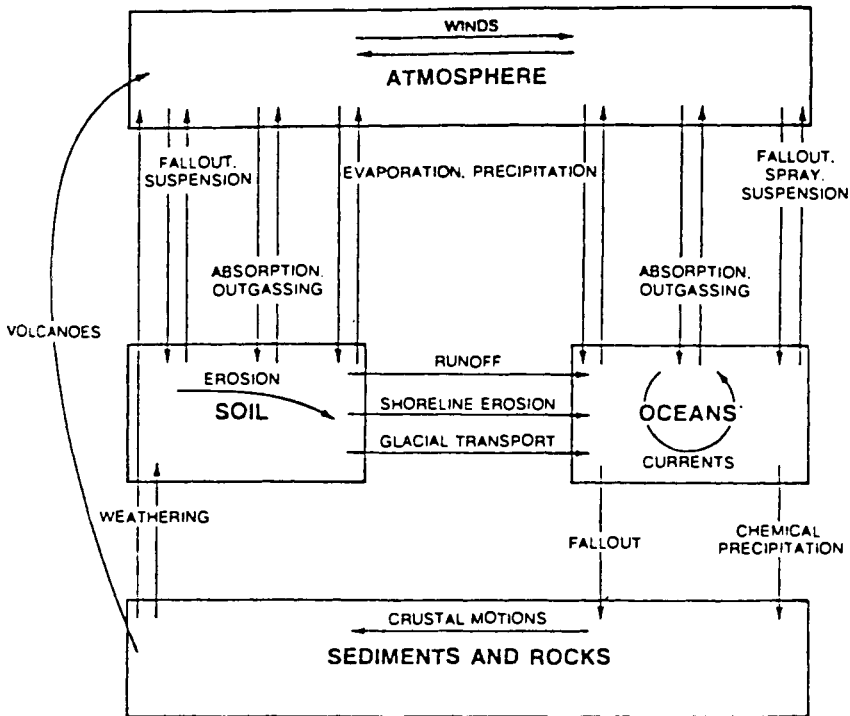 WINDS
ATMOSPHERE
FALLOUT,
SUSPENSION
EVAPORATION, PRECIPITATION
FALLOUT,
SPRAY,
SUSPENSION
ABSORPTION,
OUTGASSING
ABSORPTION,
OUTGASSING
VOLCANOES
EROSION
SOIL
RUNOFF
SHORELINE EROSION
GLACIAL TRANSPORT
OCEANS
CURRENTS
WEATHERING
FALLOUT
CHEMICAL
PRECIPITATION
CRUSTAL MOTIONS
SEDIMENTS AND ROCKS